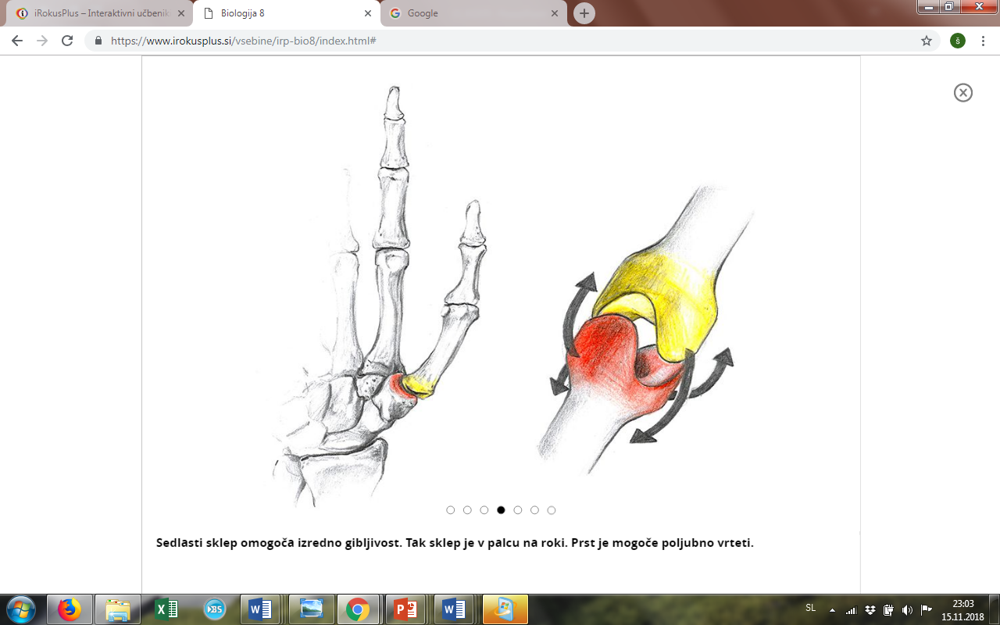 iRokusPlus – Interaktivni učbenik
Biologija 8
Google
https://www.irokusplus.si/vsebine/irp-bio8/index.html#
š
Sedlasti sklep omogoča izredno gibljivost. Tak sklep je v palcu na roki. Prst je mogoče poljubno vrteti.
SL
23:03
15.11.2018